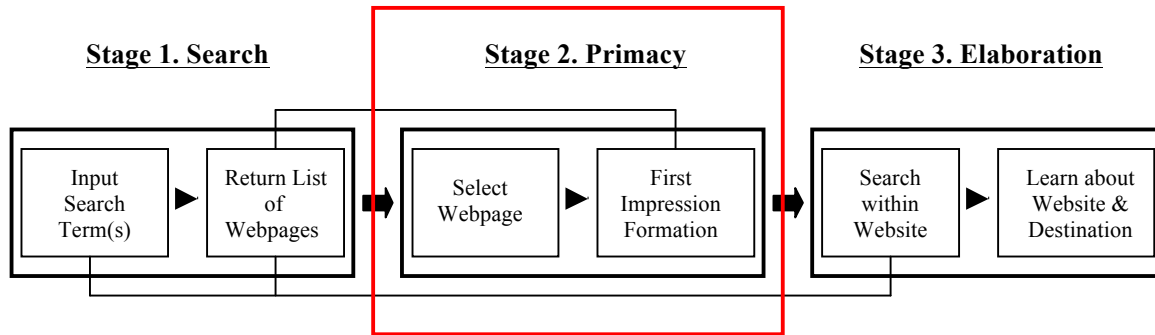 Stage 1. Search
Stage 2. Primacy
Stage 3. Elaboration
Input
Search
Term(s)
Return List
of
Webpages
Select
Webpage
First
Impression
Formation
Search
within
Website
Learn about
Website &
Destination